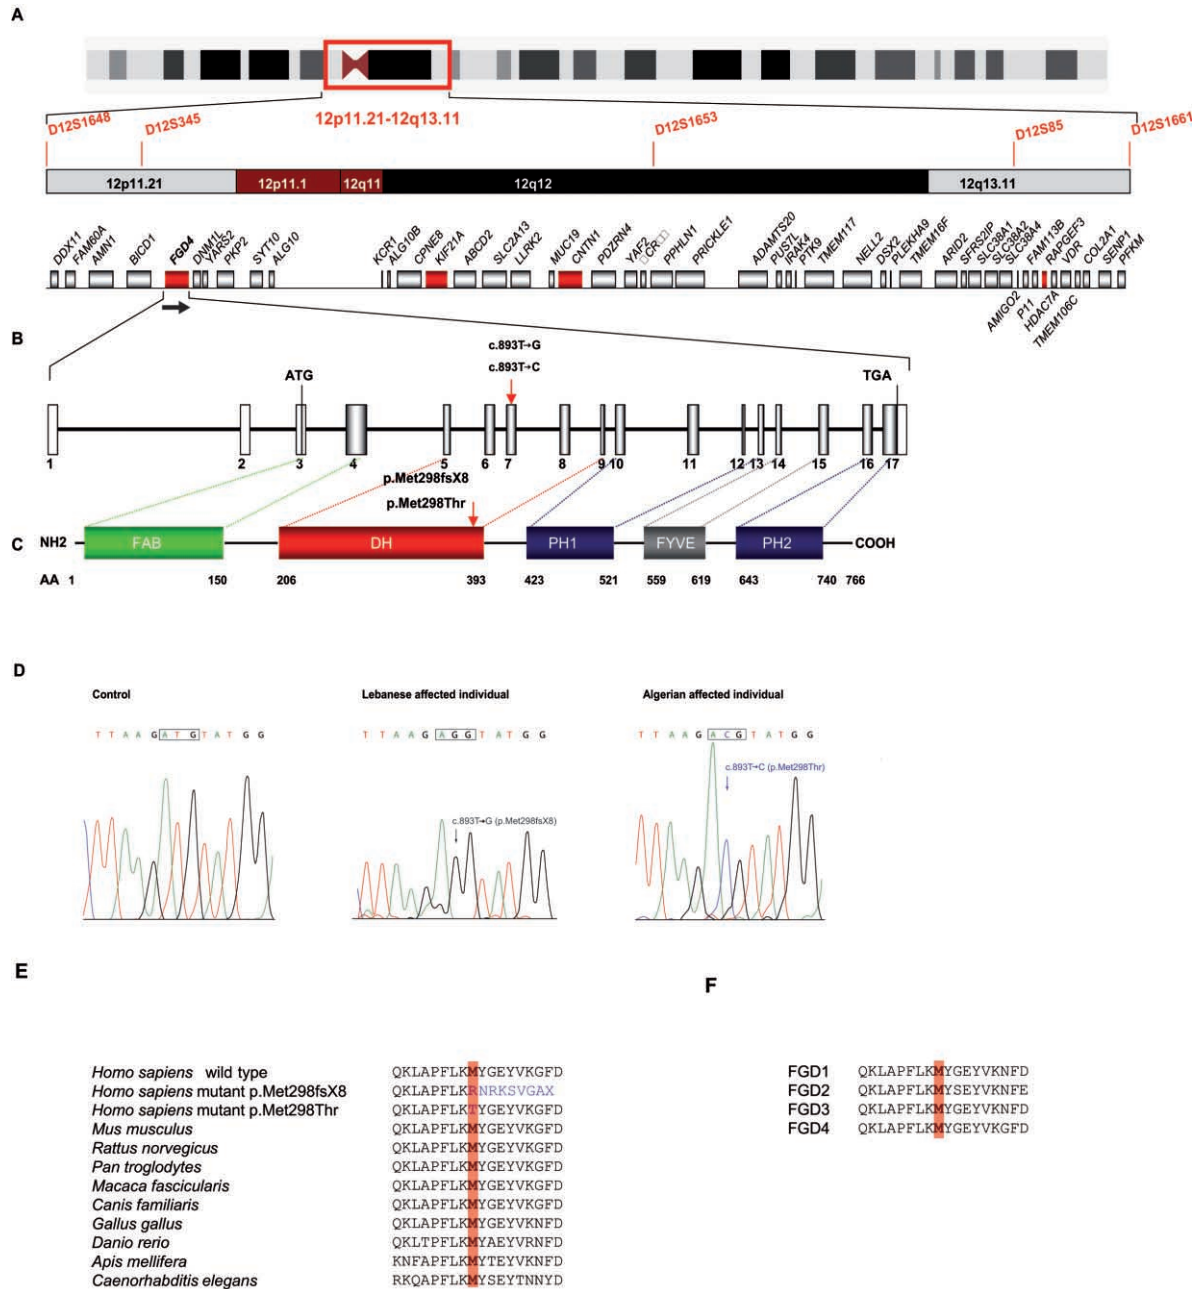 A
D12S1648
D12S345
12p11.21-12q13.11
D12S1653
D12S85
D12S1661
12p11.21
12p11.1
12q11
12q12
12q13.11
DDX11
FAM60A
AMN1
BICD1
FGD4
DNM1L
YARS2
PKP2
SYT10
ALG10
KCR1
ALG10B
CPNE8
KIF21A
ABCD2
SLC2A13
LLRK2
MUC19
CNTN1
PDZRN4
YAF2
PPHLN1
PRICKLE1
ADAMTS20
PUS7L
IRAK4
PTK9
TMEM117
NELL2
DSX2
PLEKHA9
TMEM16F
ARID2
SFRS2IP
SLC38A1
SLC38A2
SLC38A4
FAM113B
RAPGEF3
VDR
COL2A1
SENP1
PFKM
AMIGO2
P11
HDAC7A
TMEM106C
B
c.893T→G
c.893T→C
ATG
TGA
1 2 3 4 5 6 7 8 9 10 11 12 13 14 15 16 17
p.Met298fsX8
p.Met298Thr
C NH2 FAB DH PH1 FYVE PH2 COOH
AA 1 150 206 393 423 521 559 619 643 740 766
D
Control
Lebanese affected individual
Algerian affected individual
T T A A G A T G T A T G G
T T A A G A G G T A T G G
T T A A G A C G T A T G G
c.893T→C (p.Met298Thr)
c.893T→G (p.Met298fsX8)
E
Homo sapiens wild type QKLAPFLKMYGEYVKGFD
Homo sapiens mutant p.Met298fsX8 QKLAPFLKRNRKSVGAX
Homo sapiens mutant p.Met298Thr QKLAPFLKTYGEYVKGFD
Mus musculus QKLAPFLKMYGEYVKGFD
Rattus norvegicus QKLAPFLKMYGEYVKGFD
Pan troglodytes QKLAPFLKMYGEYVKGFD
Macaca fascicularis QKLAPFLKMYGEYVKGFD
Canis familiaris QKLAPFLKMYGEYVKGFD
Gallus gallus QKLAPFLKMYGEYVKNFD
Danio rerio QKLTPFLKMYAEYVRNFD
Apis mellifera KNFAPFLKMYTEYVKNFD
Caenorhabditis elegans RKQAPFLKMYSEYTNNYD
F
FGD1 QKLAPFLKMYGEYVKNFD
FGD2 QKLAPFLKMYSEYVKNFE
FGD3 QKLAPFLKMYGEYVKNFD
FGD4 QKLAPFLKMYGEYVKGFD